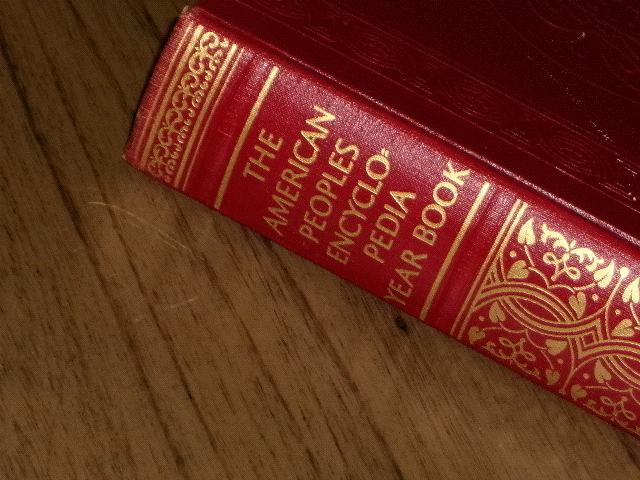 THE
AMERICAN
PEOPLES
ENCYCLO=
PEDIA
YEAR BOOK